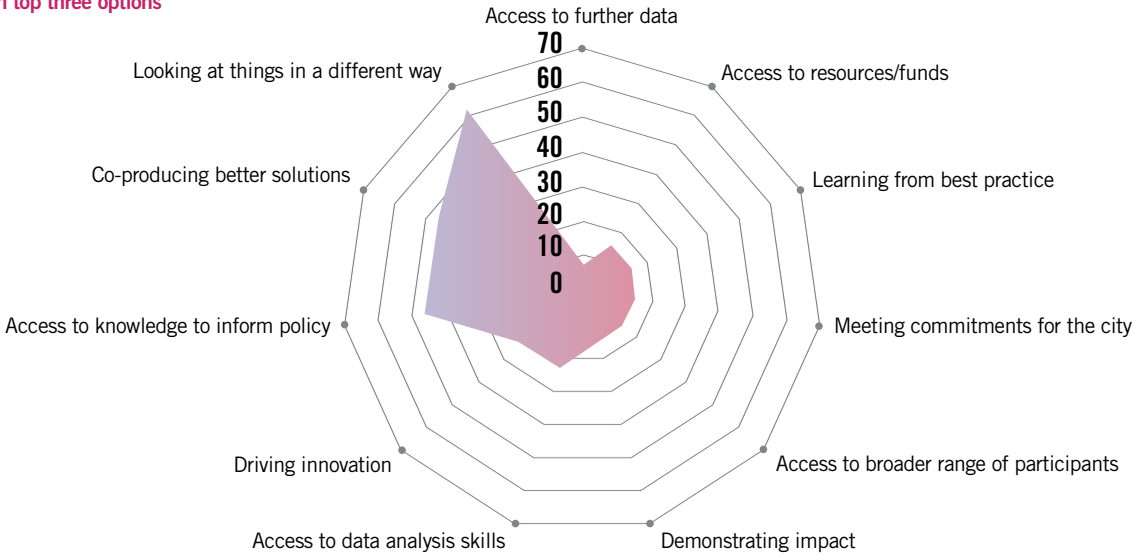 top three options
Access to further data
70
Looking at things in a different way
Access to resources/funds
60
50
Co-producing better solutions
Learning from best practice
40
30
20
10
0
Access to knowledge to inform policy
Meeting commitments for the city
Driving innovation
Access to broader range of participants
Access to data analysis skills
Demonstrating impact